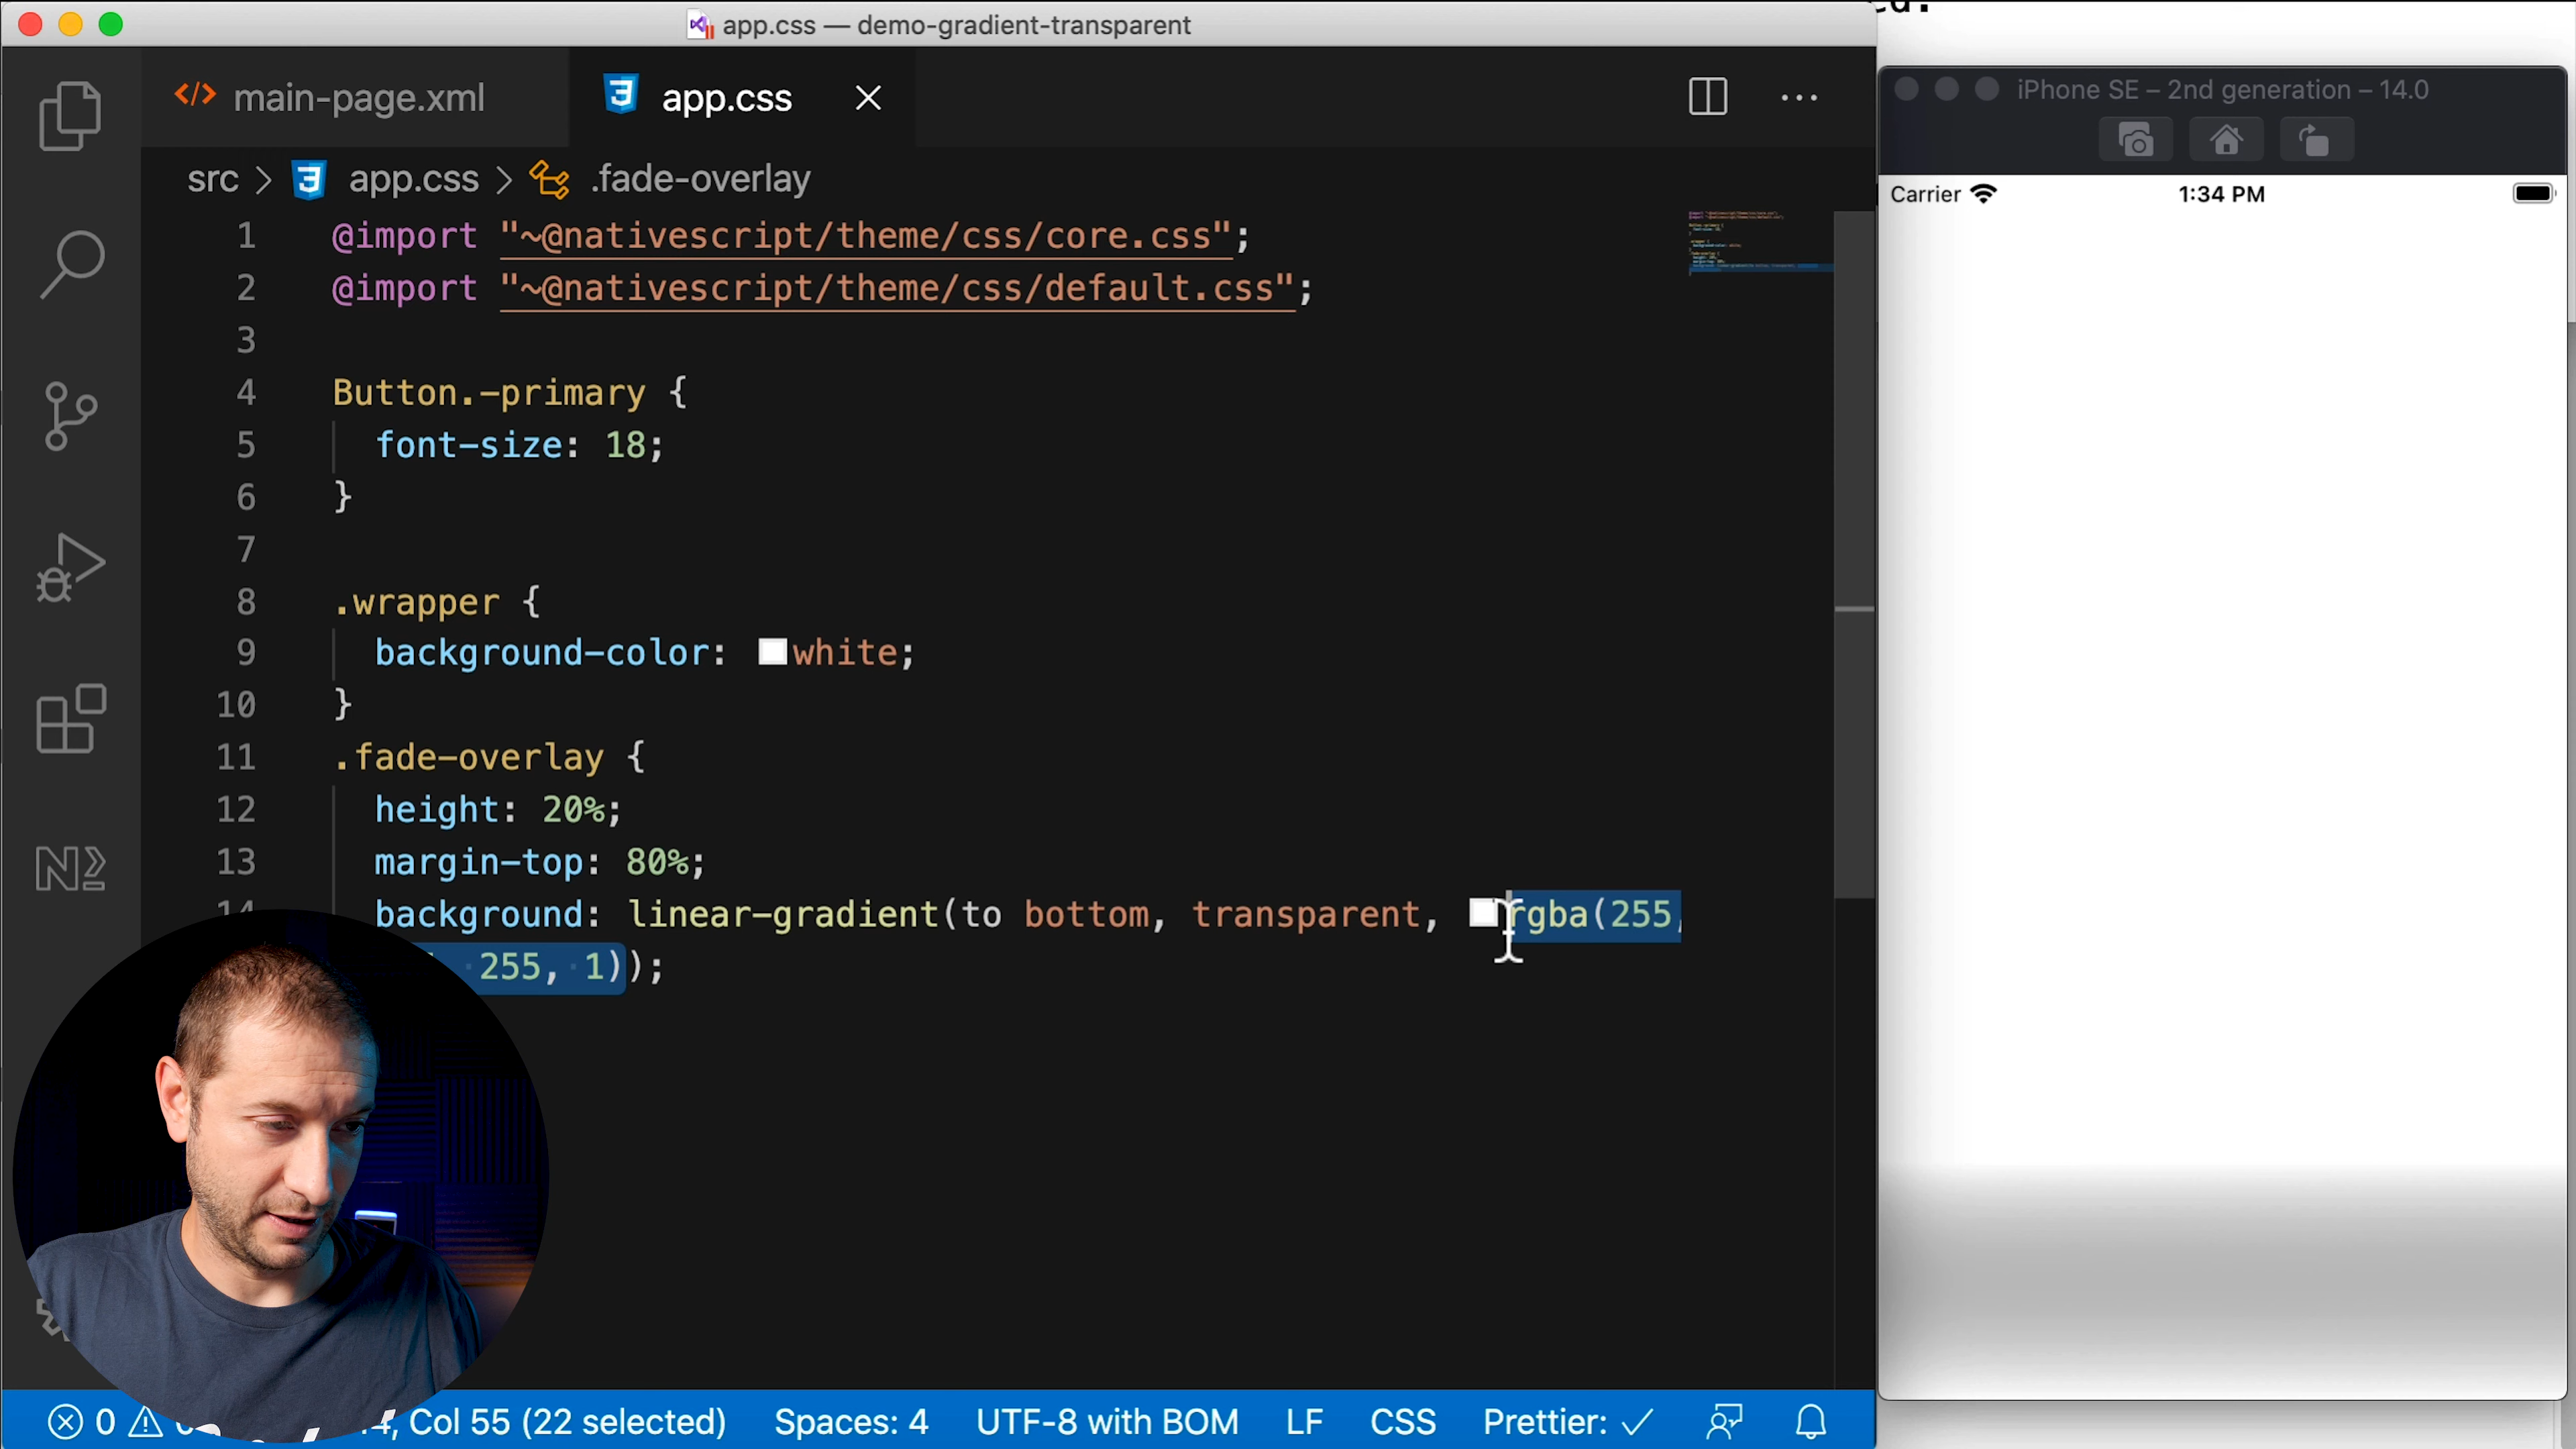 app.css — demo-gradient-transparent
main-page.xml
app.css
src > app.css > .fade-overlay
1 @import "~@nativescript/theme/css/core.css";
2 @import "~@nativescript/theme/css/default.css";
3
4 Button.-primary {
5 font-size: 18;
6 }
7
8 .wrapper {
9 background-color: white;
10 }
11 .fade-overlay {
12 height: 20%;
13 margin-top: 80%;
14 background: linear-gradient(to bottom, transparent, rgba(255,
255, 1));
0
Col 55 (22 selected)
Spaces: 4
UTF-8 with BOM
LF
CSS
Prettier: ✓
iPhone SE – 2nd generation – 14.0
Carrier
1:34 PM